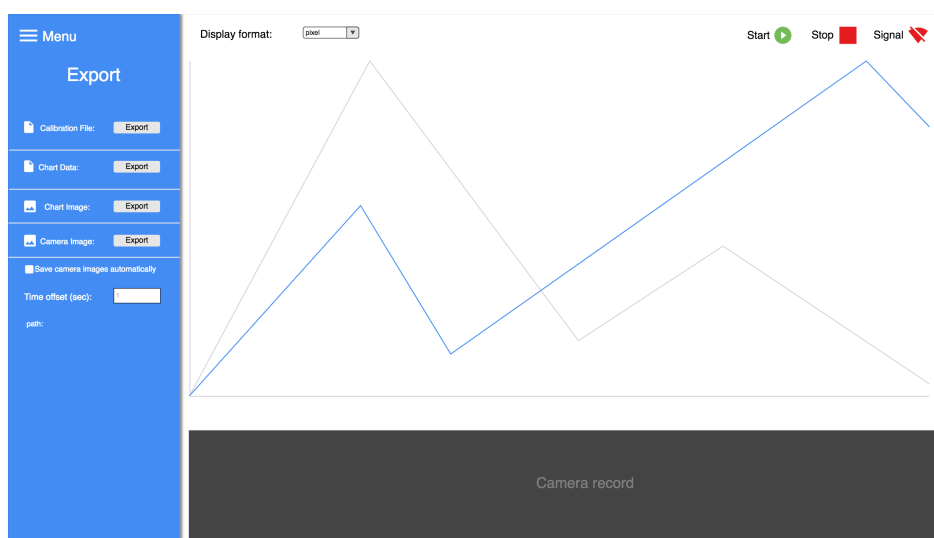 Menu
Display format: pixel
Start
Stop
Signal
Export
Calibration File: Export
Chart Data: Export
Chart Image: Export
Camera Image: Export
Save camera images automatically
Time offset (sec): 1
path:
Camera record